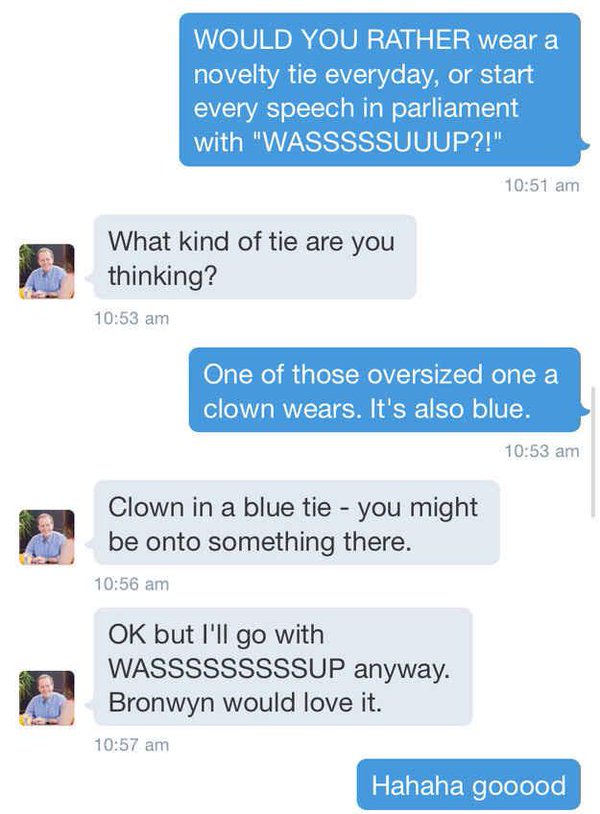 WOULD YOU RATHER wear a
novelty tie everyday, or start
every speech in parliament
with "WASSSSSUUUP?!"
10:51 am
What kind of tie are you
thinking?
10:53 am
One of those oversized one a
clown wears. It's also blue.
10:53 am
Clown in a blue tie - you might
be onto something there.
10:56 am
OK but I'll go with
WASSSSSSSSSUP anyway.
Bronwyn would love it.
10:57 am
Hahaha gooood